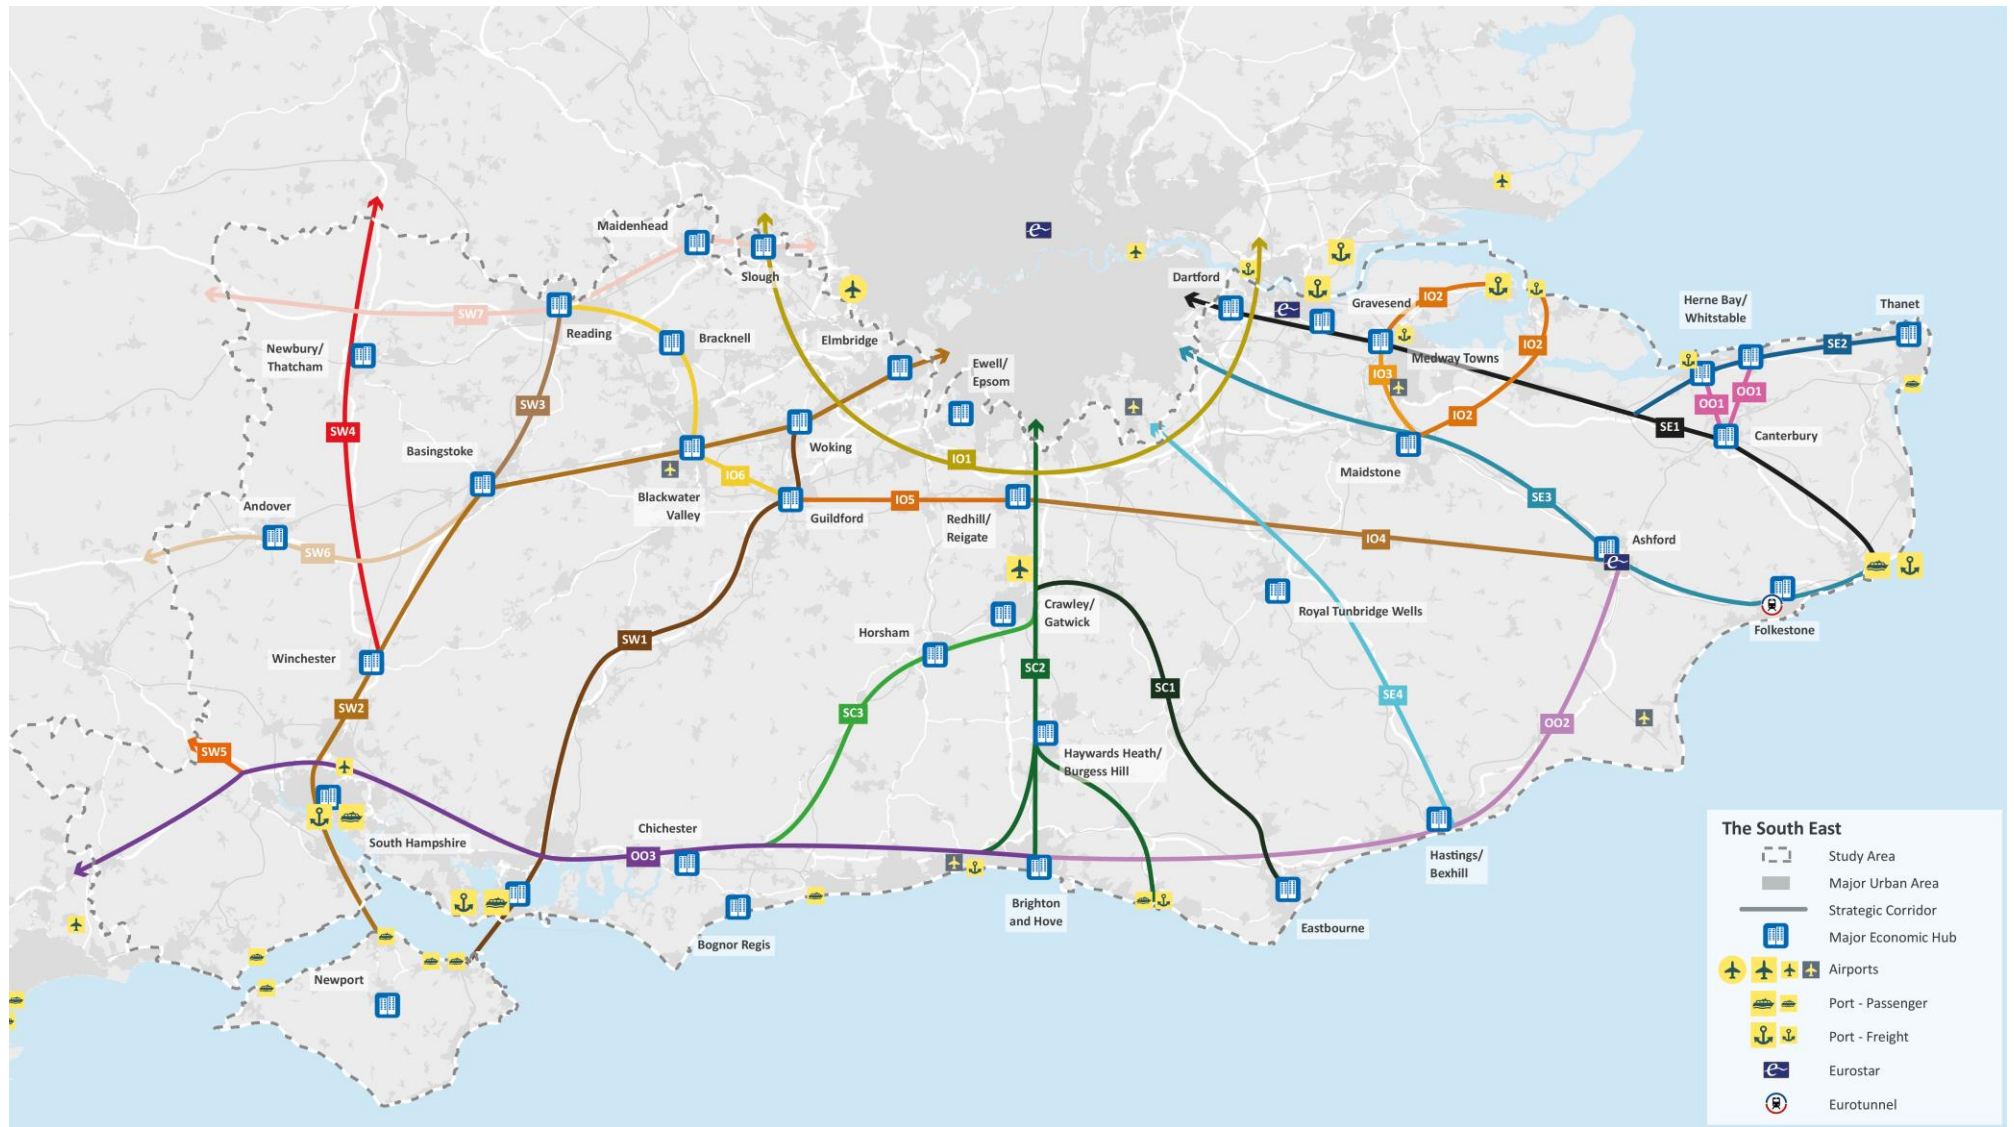 Maidenhead
Slough
Dartford
Gravesend
IO2
Herne Bay/
Whitstable
Thanet
SW7
Reading
Bracknell
Elmbridge
Newbury/
Thatcham
Ewell/
Epsom
Medway Towns
IO2
SE2
IO3
OO1
OO1
SW3
IO2
SW4
SE1
Canterbury
Basingstoke
Woking
IO1
Maidstone
IO6
Blackwater
Valley
Guildford
IO5
SE3
Andover
Redhill/
Reigate
IO4
Ashford
SW6
Crawley/
Gatwick
Royal Tunbridge Wells
Folkestone
Horsham
SW1
Winchester
SC2
SC1
SE4
SW2
SC3
OO2
SW5
Haywards Heath/
Burgess Hill
Chichester
South Hampshire
OO3
Hastings/
Bexhill
Brighton
and Hove
Eastbourne
Bognor Regis
Newport
The South East
Study Area
Major Urban Area
Strategic Corridor
Major Economic Hub
Airports
Port - Passenger
Port - Freight
Eurostar
Eurotunnel